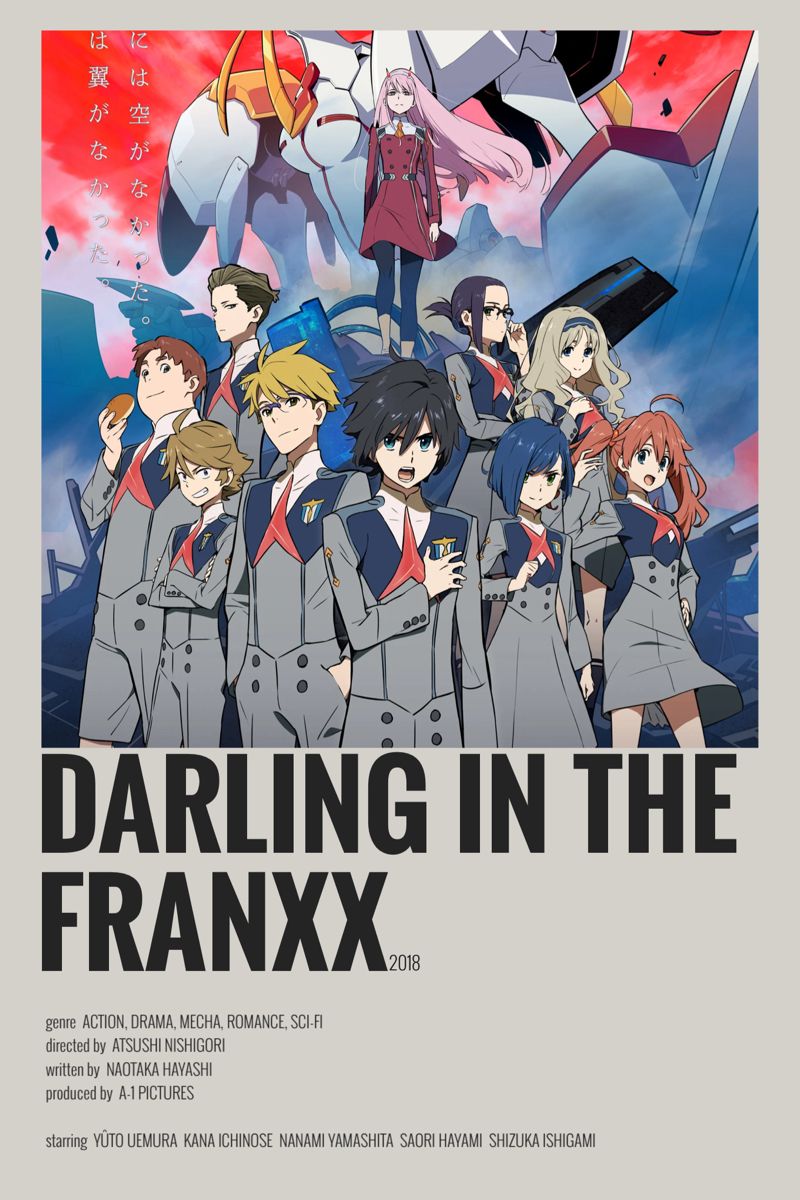 には空がなかった。
は翼がなかった。
DARLING IN THE
FRANXX 2018
genre ACTION, DRAMA, MECHA, ROMANCE, SCI-FI
directed by ATSUSHI NISHIGORI
written by NAOTAKA HAYASHI
produced by A-1 PICTURES
starring YÛTO UEMURA KANA ICHINOSE NANAMI YAMASHITA SAORI HAYAMI SHIZUKA ISHIGAMI